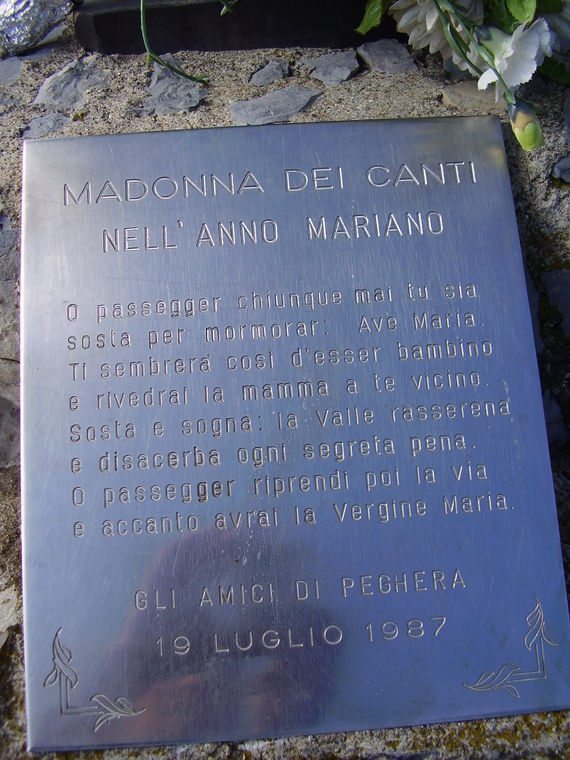 MADONNA DEI CANTI
NELL' ANNO MARIANO
O passegger chiunque mai tu sia
sosta per mormorar: Ave Maria.
Ti sembrera' cosi d'esser bambino
e rivedrai la mamma a te vicino..
Sosta e sogna: la Valle rasserena
e disacerba ogni segreta pena.
O passegger riprendi poi la via
e accanto avrai la Vergine Maria.
GLI AMICI DI PEGHERA
19 LUGLIO 1987